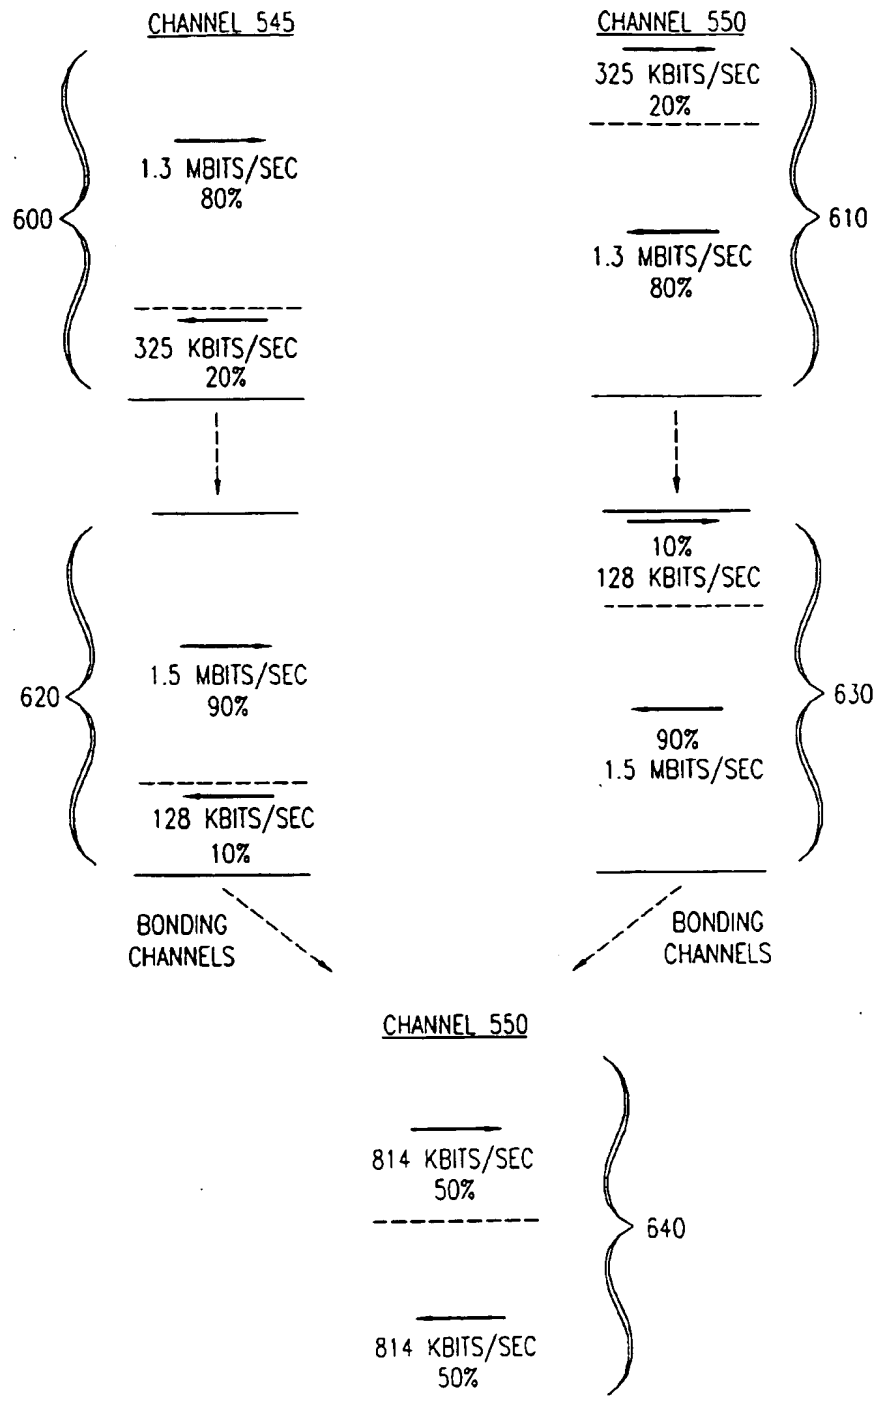 CHANNEL 545
1.3 MBITS/SEC
80%
600
325 KBITS/SEC
20%
CHANNEL 550
325 KBITS/SEC
20%
1.3 MBITS/SEC
80%
610
1.5 MBITS/SEC
90%
620
128 KBITS/SEC
10%
10%
128 KBITS/SEC
90%
1.5 MBITS/SEC
630
BONDING
CHANNELS
BONDING
CHANNELS
CHANNEL 550
814 KBITS/SEC
50%
640
814 KBITS/SEC
50%